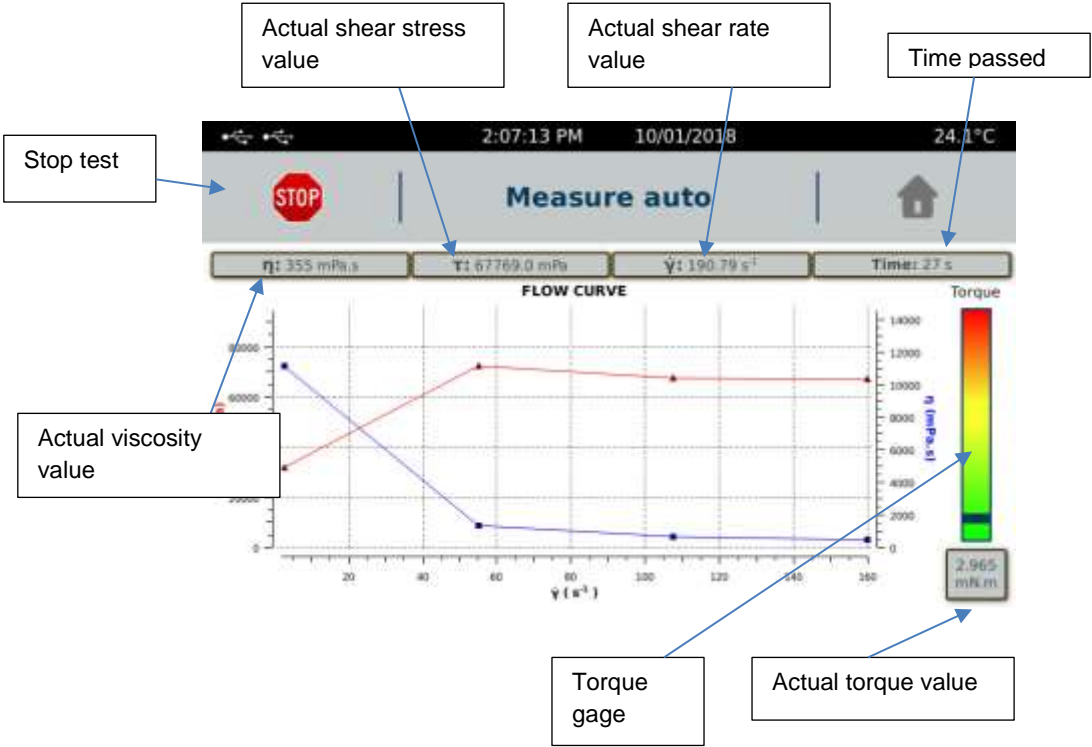 Actual shear stress
value
Actual shear rate
value
Time passed
Stop test
2:07:13 PM 10/01/2018 24.1°C
STOP
Measure auto
η: 355 mPa.s
τ: 67769.0 mPa
γ̇: 190.79 s⁻¹
Time: 27 s
FLOW CURVE
Torque
80000
60000
0
14000
12000
10000
8000
6000
4000
2000
0
η (mPa.s)
20 40 60 80 100 120 140 160
γ̇ ( s⁻¹ )
2.965
mN.m
Actual viscosity
value
Torque
gage
Actual torque value